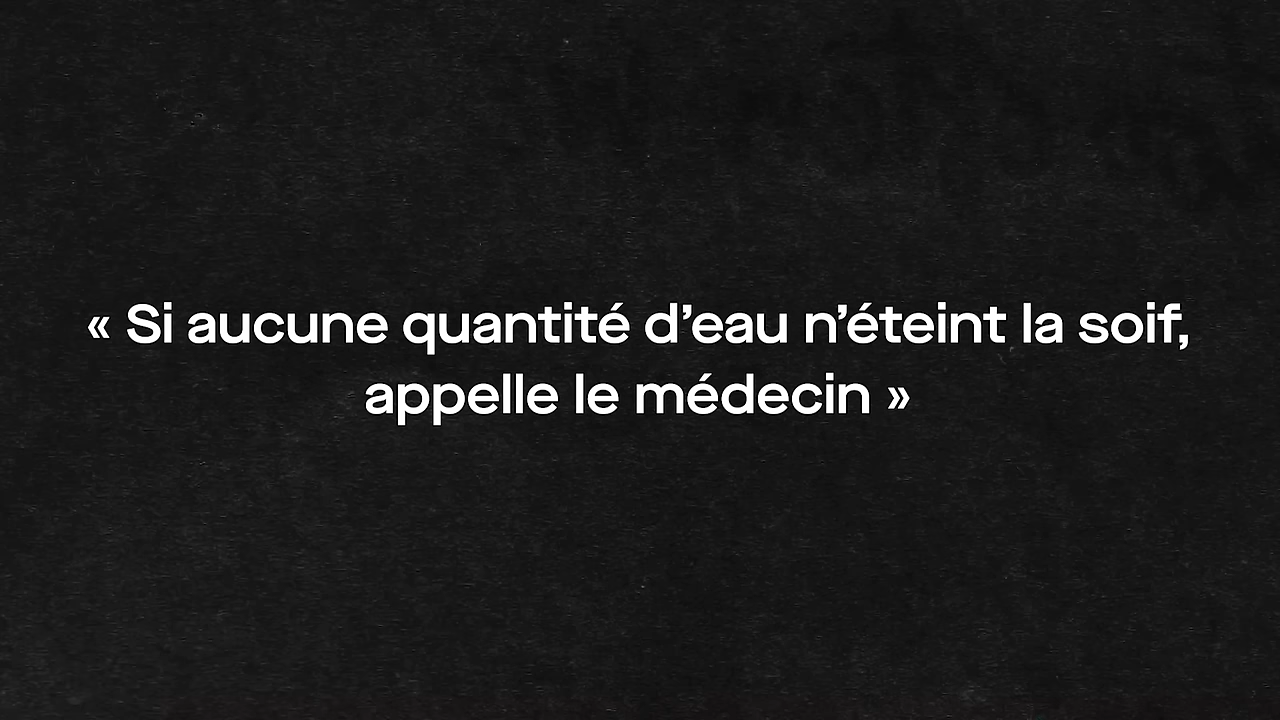 « Si aucune quantité d’eau n’éteint la soif,
appelle le médecin »